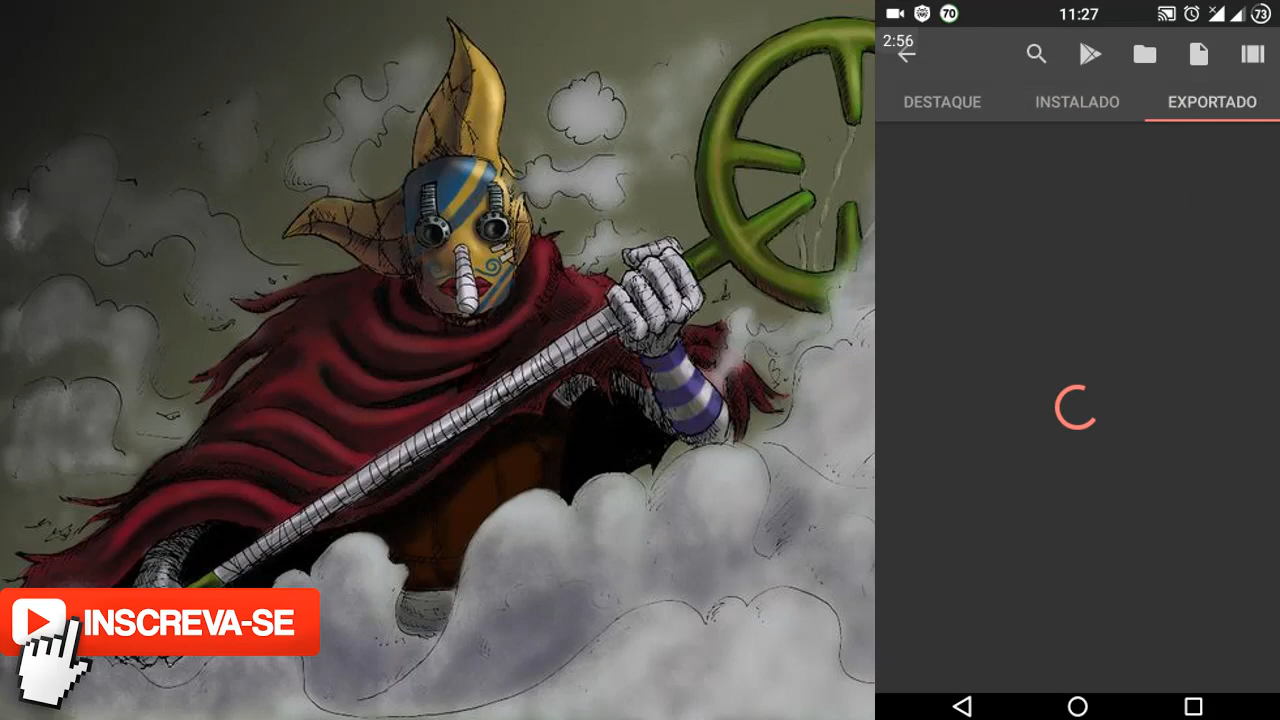 70
11:27
73
2:56
DESTAQUE
INSTALADO
EXPORTADO
INSCREVA-SE